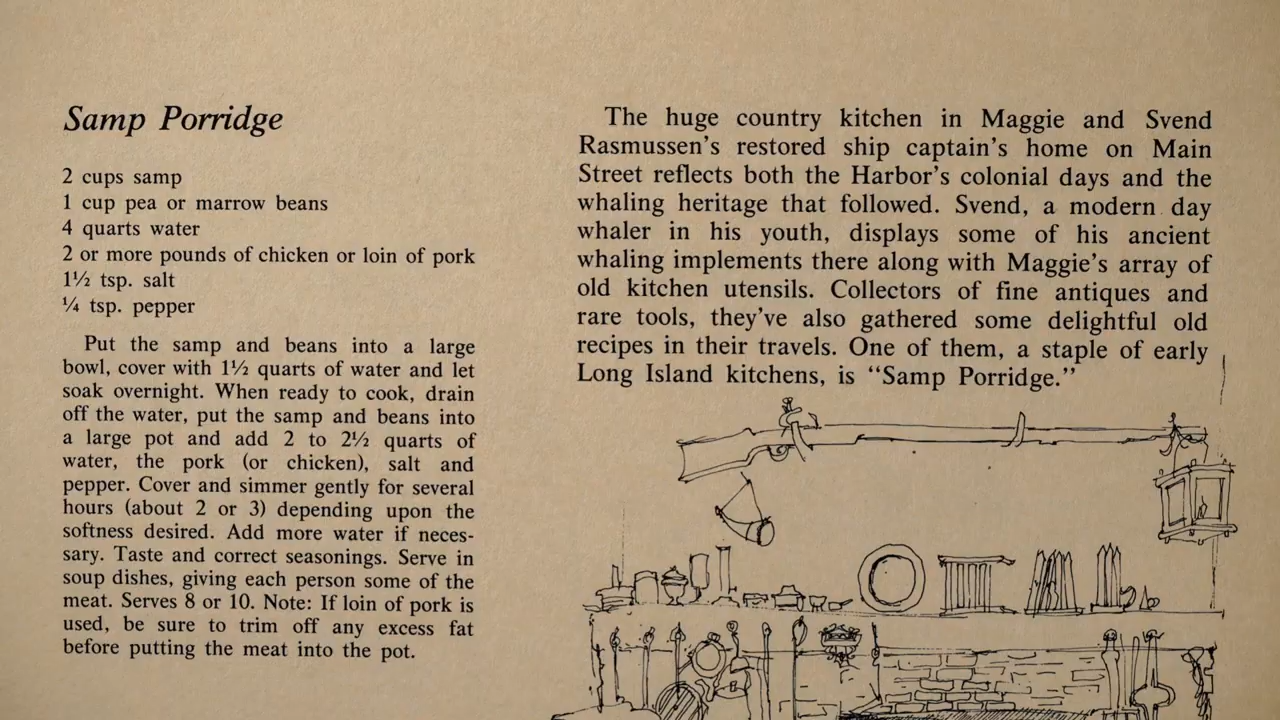 Samp Porridge
2 cups samp
1 cup pea or marrow beans
4 quarts water
2 or more pounds of chicken or loin of pork
1½ tsp. salt
¼ tsp. pepper
Put the samp and beans into a large
bowl, cover with 1½ quarts of water and let
soak overnight. When ready to cook, drain
off the water, put the samp and beans into
a large pot and add 2 to 2½ quarts of
water, the pork (or chicken), salt and
pepper. Cover and simmer gently for several
hours (about 2 or 3) depending upon the
softness desired. Add more water if neces-
sary. Taste and correct seasonings. Serve in
soup dishes, giving each person some of the
meat. Serves 8 or 10. Note: If loin of pork is
used, be sure to trim off any excess fat
before putting the meat into the pot.
The huge country kitchen in Maggie and Svend
Rasmussen's restored ship captain's home on Main
Street reflects both the Harbor's colonial days and the
whaling heritage that followed. Svend, a modern day
whaler in his youth, displays some of his ancient
whaling implements there along with Maggie's array of
old kitchen utensils. Collectors of fine antiques and
rare tools, they've also gathered some delightful old
recipes in their travels. One of them, a staple of early
Long Island kitchens, is "Samp Porridge."